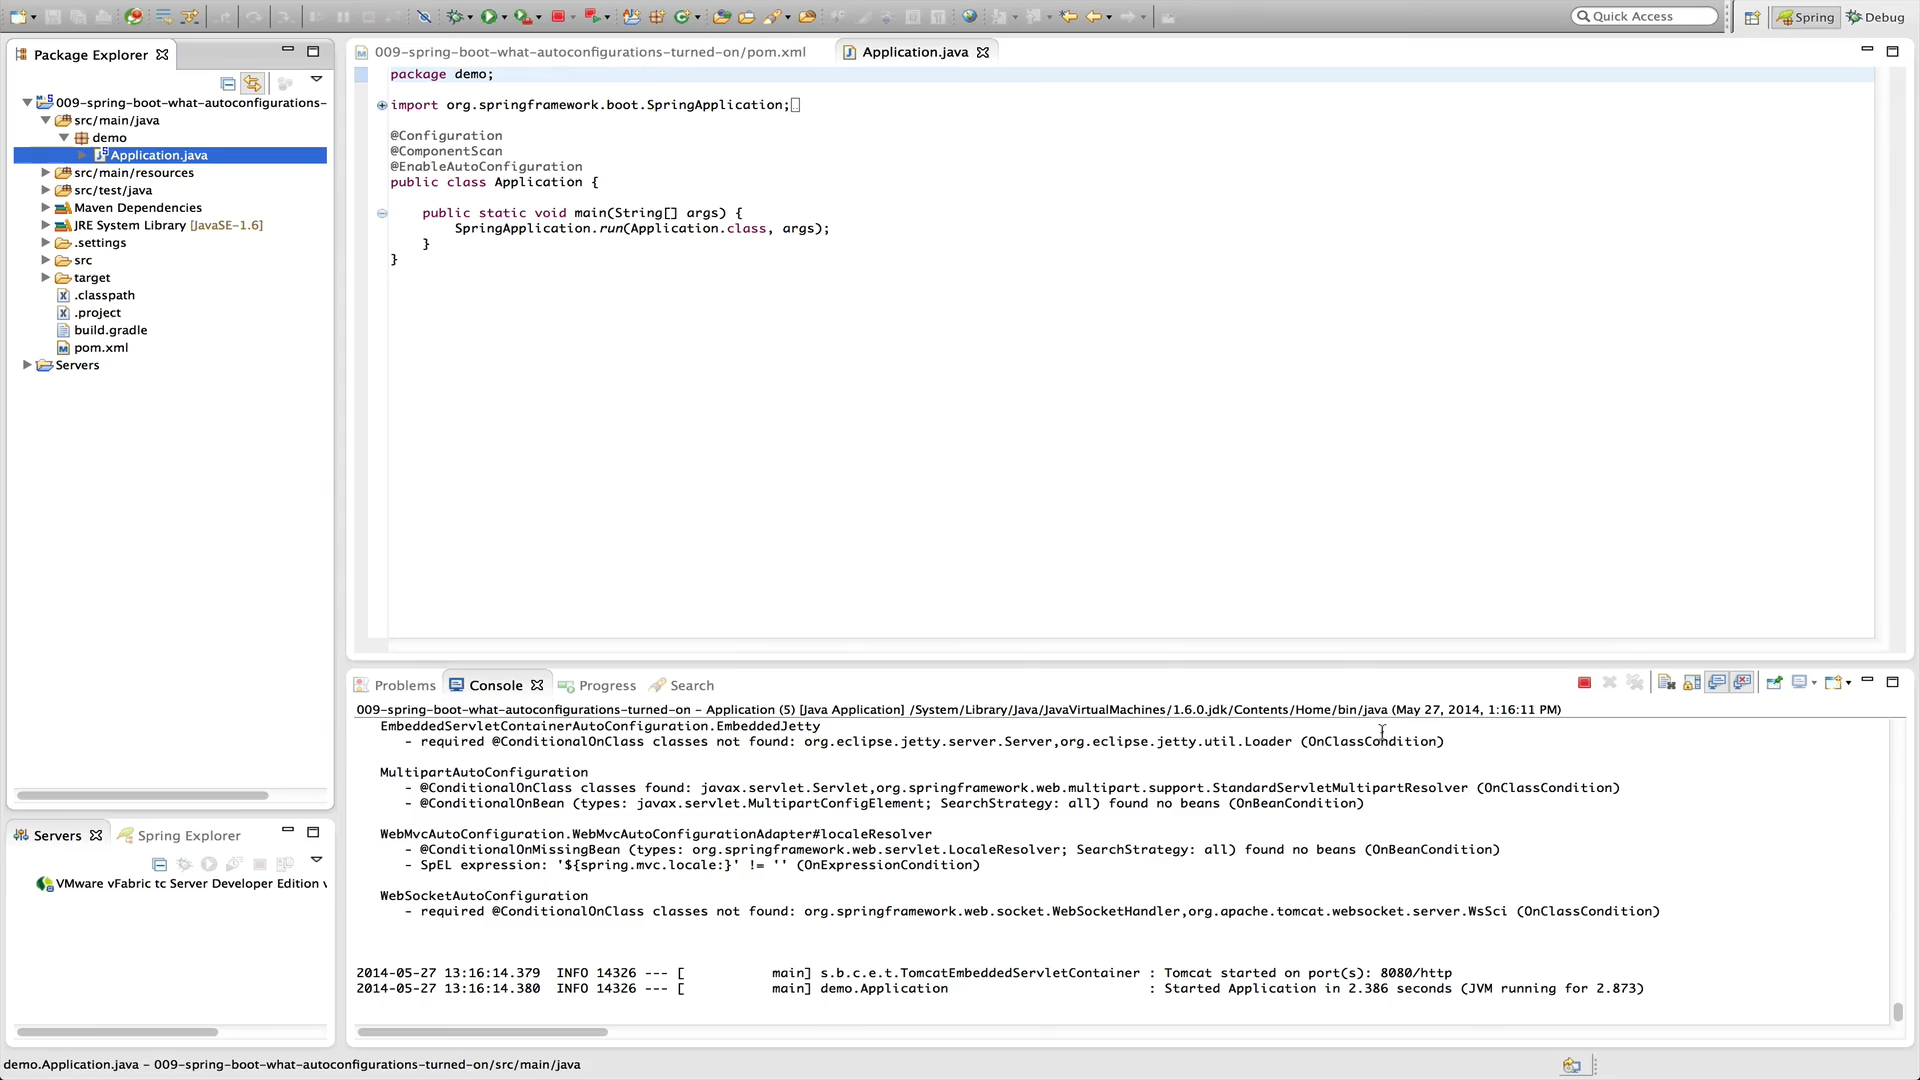 Quick Access
Spring
Debug
Package Explorer
009-spring-boot-what-autoconfigurations-
src/main/java
demo
Application.java
src/main/resources
src/test/java
Maven Dependencies
JRE System Library [JavaSE-1.6]
.settings
src
target
.classpath
.project
build.gradle
pom.xml
Servers
009-spring-boot-what-autoconfigurations-turned-on/pom.xml
Application.java
package demo;
import org.springframework.boot.SpringApplication;
@Configuration
@ComponentScan
@EnableAutoConfiguration
public class Application {
public static void main(String[] args) {
SpringApplication.run(Application.class, args);
}
}
Servers
Spring Explorer
VMware vFabric tc Server Developer Edition v
Problems
Console
Progress
Search
009-spring-boot-what-autoconfigurations-turned-on - Application (5) [Java Application] /System/Library/Java/JavaVirtualMachines/1.6.0.jdk/Contents/Home/bin/java (May 27, 2014, 1:16:11 PM)
EmbeddedServletContainerAutoConfiguration.EmbeddedJetty
- required @ConditionalOnClass classes not found: org.eclipse.jetty.server.Server,org.eclipse.jetty.util.Loader (OnClassCondition)
MultipartAutoConfiguration
- @ConditionalOnClass classes found: javax.servlet.Servlet,org.springframework.web.multipart.support.StandardServletMultipartResolver (OnClassCondition)
- @ConditionalOnBean (types: javax.servlet.MultipartConfigElement; SearchStrategy: all) found no beans (OnBeanCondition)
WebMvcAutoConfiguration.WebMvcAutoConfigurationAdapter#localeResolver
- @ConditionalOnMissingBean (types: org.springframework.web.servlet.LocaleResolver; SearchStrategy: all) found no beans (OnBeanCondition)
- SpEL expression: '${spring.mvc.locale:}' != '' (OnExpressionCondition)
WebSocketAutoConfiguration
- required @ConditionalOnClass classes not found: org.springframework.web.socket.WebSocketHandler,org.apache.tomcat.websocket.server.WsSci (OnClassCondition)
2014-05-27 13:16:14.379  INFO 14326 --- [           main] s.b.c.e.t.TomcatEmbeddedServletContainer : Tomcat started on port(s): 8080/http
2014-05-27 13:16:14.380  INFO 14326 --- [           main] demo.Application                         : Started Application in 2.386 seconds (JVM running for 2.873)
demo.Application.java - 009-spring-boot-what-autoconfigurations-turned-on/src/main/java